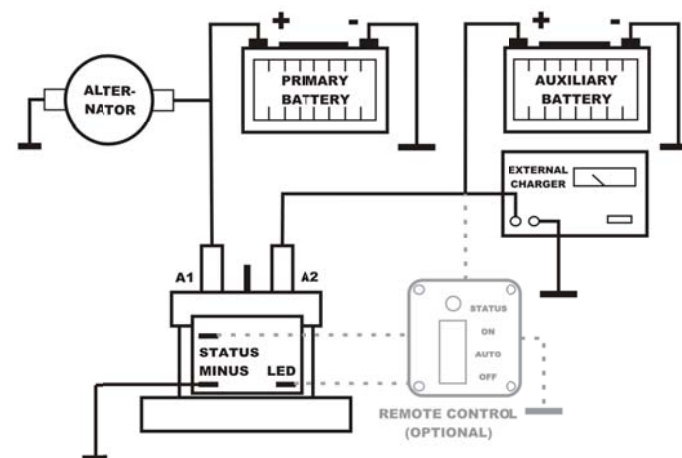 + -
PRIMARY
BATTERY
+ -
AUXILIARY
BATTERY
ALTER-
NATOR
EXTERNAL
CHARGER
A1
A2
STATUS
MINUS LED
STATUS
ON
AUTO
OFF
REMOTE CONTROL
(OPTIONAL)